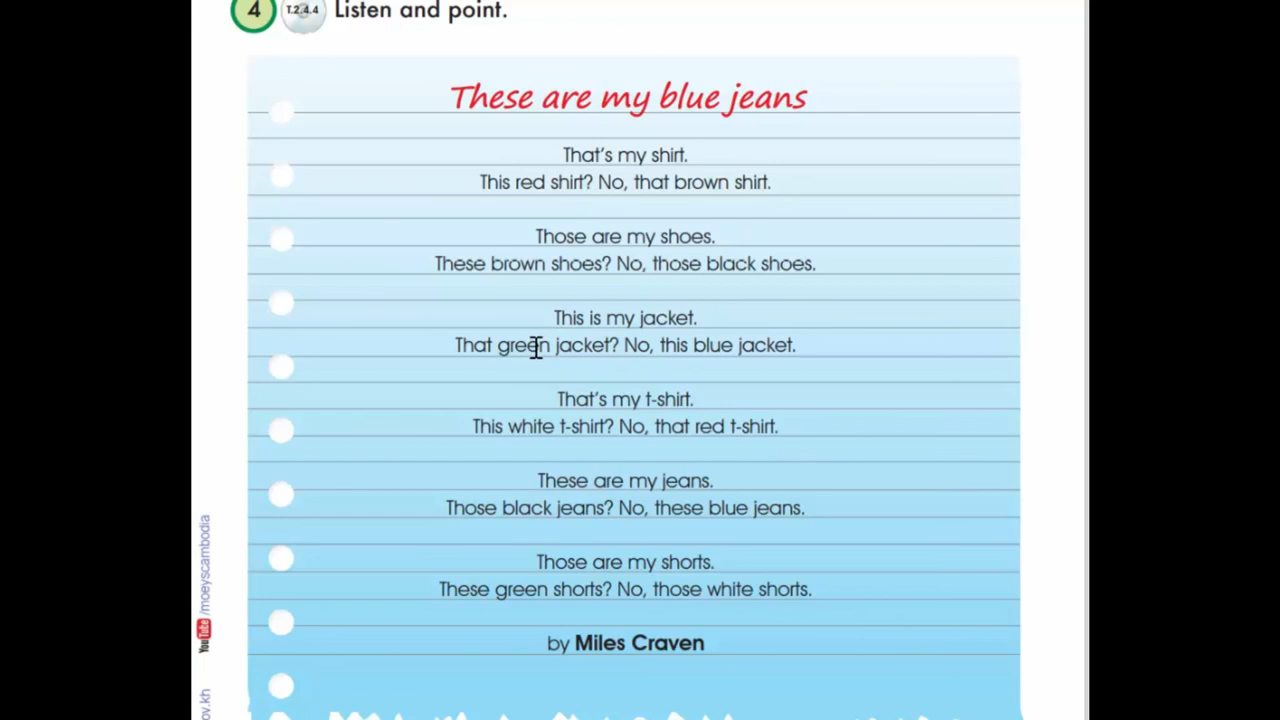 4 T.2.4.4 Listen and point.
These are my blue jeans
That's my shirt.
This red shirt? No, that brown shirt.
Those are my shoes.
These brown shoes? No, those black shoes.
This is my jacket.
That green jacket? No, this blue jacket.
That's my t-shirt.
This white t-shirt? No, that red t-shirt.
These are my jeans.
Those black jeans? No, these blue jeans.
Those are my shorts.
These green shorts? No, those white shorts.
by Miles Craven
YouTube /moeyscambodia
ov.kh